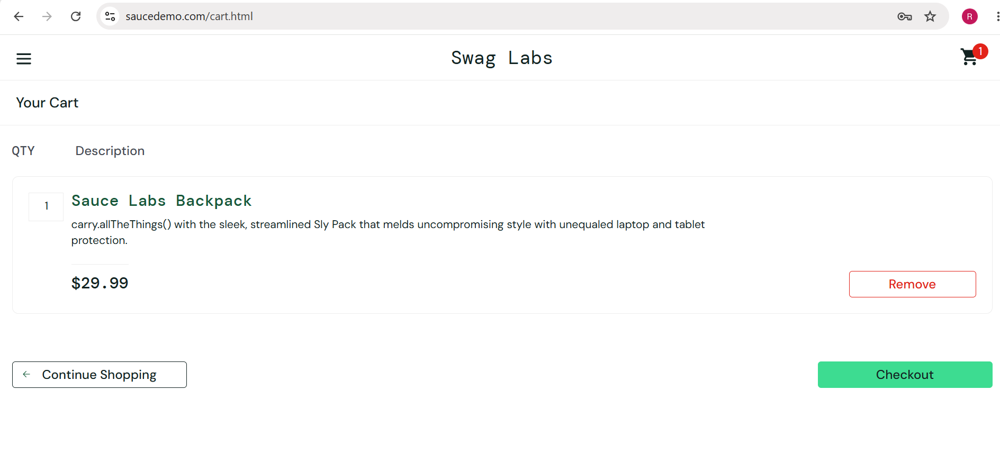 saucedemo.com/cart.html
R
Swag Labs
1
Your Cart
QTY Description
1
Sauce Labs Backpack
carry.allTheThings() with the sleek, streamlined Sly Pack that melds uncompromising style with unequaled laptop and tablet
protection.
$29.99
Remove
Continue Shopping
Checkout